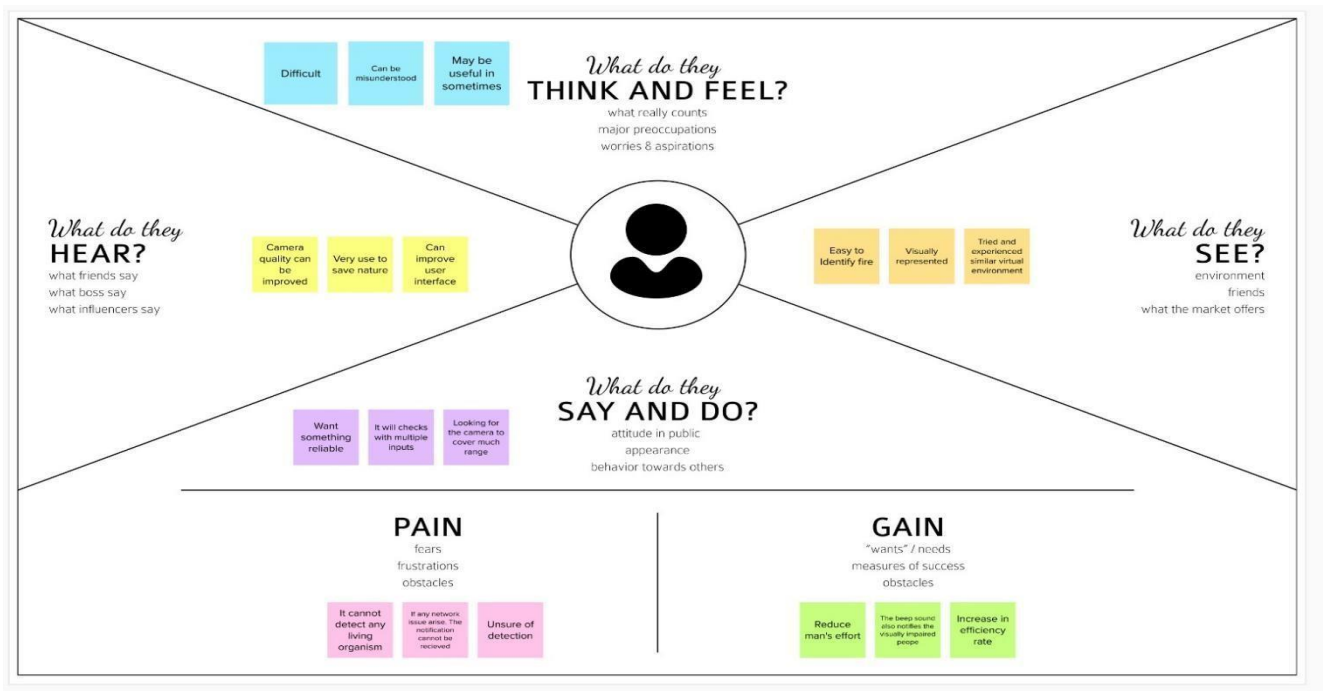 Difficult
Can be
misunderstood
May be
useful in
sometimes
What do they
THINK AND FEEL?
what really counts
major preoccupations
worries & aspirations
What do they
HEAR?
what friends say
what boss say
what influencers say
Camera
quality can
be
improved
Very use to
save nature
Can
improve
user
interface
Easy to
Identify fire
Visually
represented
Tried and
experienced
similar virtual
environment
What do they
SEE?
environment
friends
what the market offers
What do they
SAY AND DO?
attitude in public
appearance
behavior towards others
Want
something
reliable
It will checks
with multiple
inputs
Looking for
the camera to
cover much
range
PAIN
fears
frustrations
obstacles
It cannot
detect any
living
organism
If any network
issue arise. The
notification
cannot be
recieved
Unsure of
detection
GAIN
"wants" / needs
measures of success
obstacles
Reduce
man's effort
The beep sound
also notifies the
visually impaired
peope
Increase in
efficiency
rate